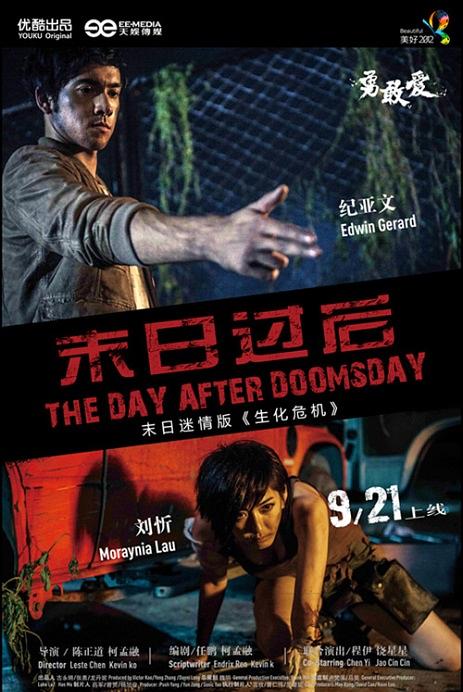 优酷出品
YOUKU Original
EE-MEDIA
天娱傳媒
Beautiful
美好2012
勇敢爱
纪亚文
Edwin Gerard
末日过后
THE DAY AFTER DOOMSDAY
末日迷情版《生化危机》
刘忻
Moraynia Lau
9/21上线
导演 / 陈正道 柯孟融
Director Leste Chen Kevin ko
编剧 / 任鹏 柯孟融
Scriptwriter Endrix Ren Kevin k
联合演出 / 程伊 饶星星
Co-starring Chen Yi Jao Cin Cin